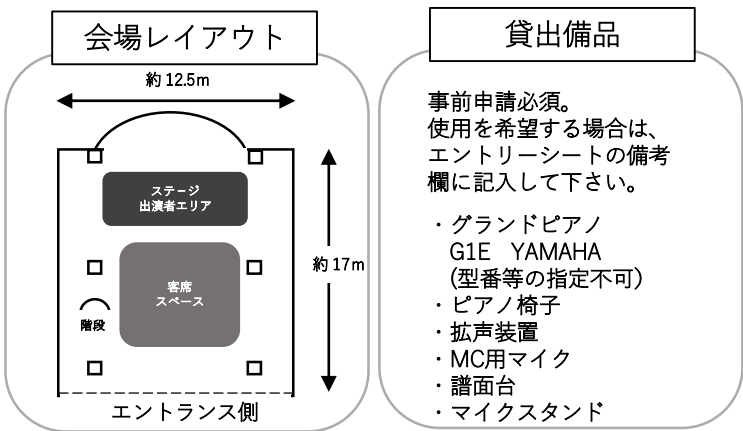 会場レイアウト
約12.5m
ステージ
出演者エリア
客席
スペース
約17m
階段
エントランス側
貸出備品
事前申請必須。
使用を希望する場合は、
エントリーシートの備考
欄に記入して下さい。
・グランドピアノ
G1E　YAMAHA
(型番等の指定不可)
・ピアノ椅子
・拡声装置
・MC用マイク
・譜面台
・マイクスタンド